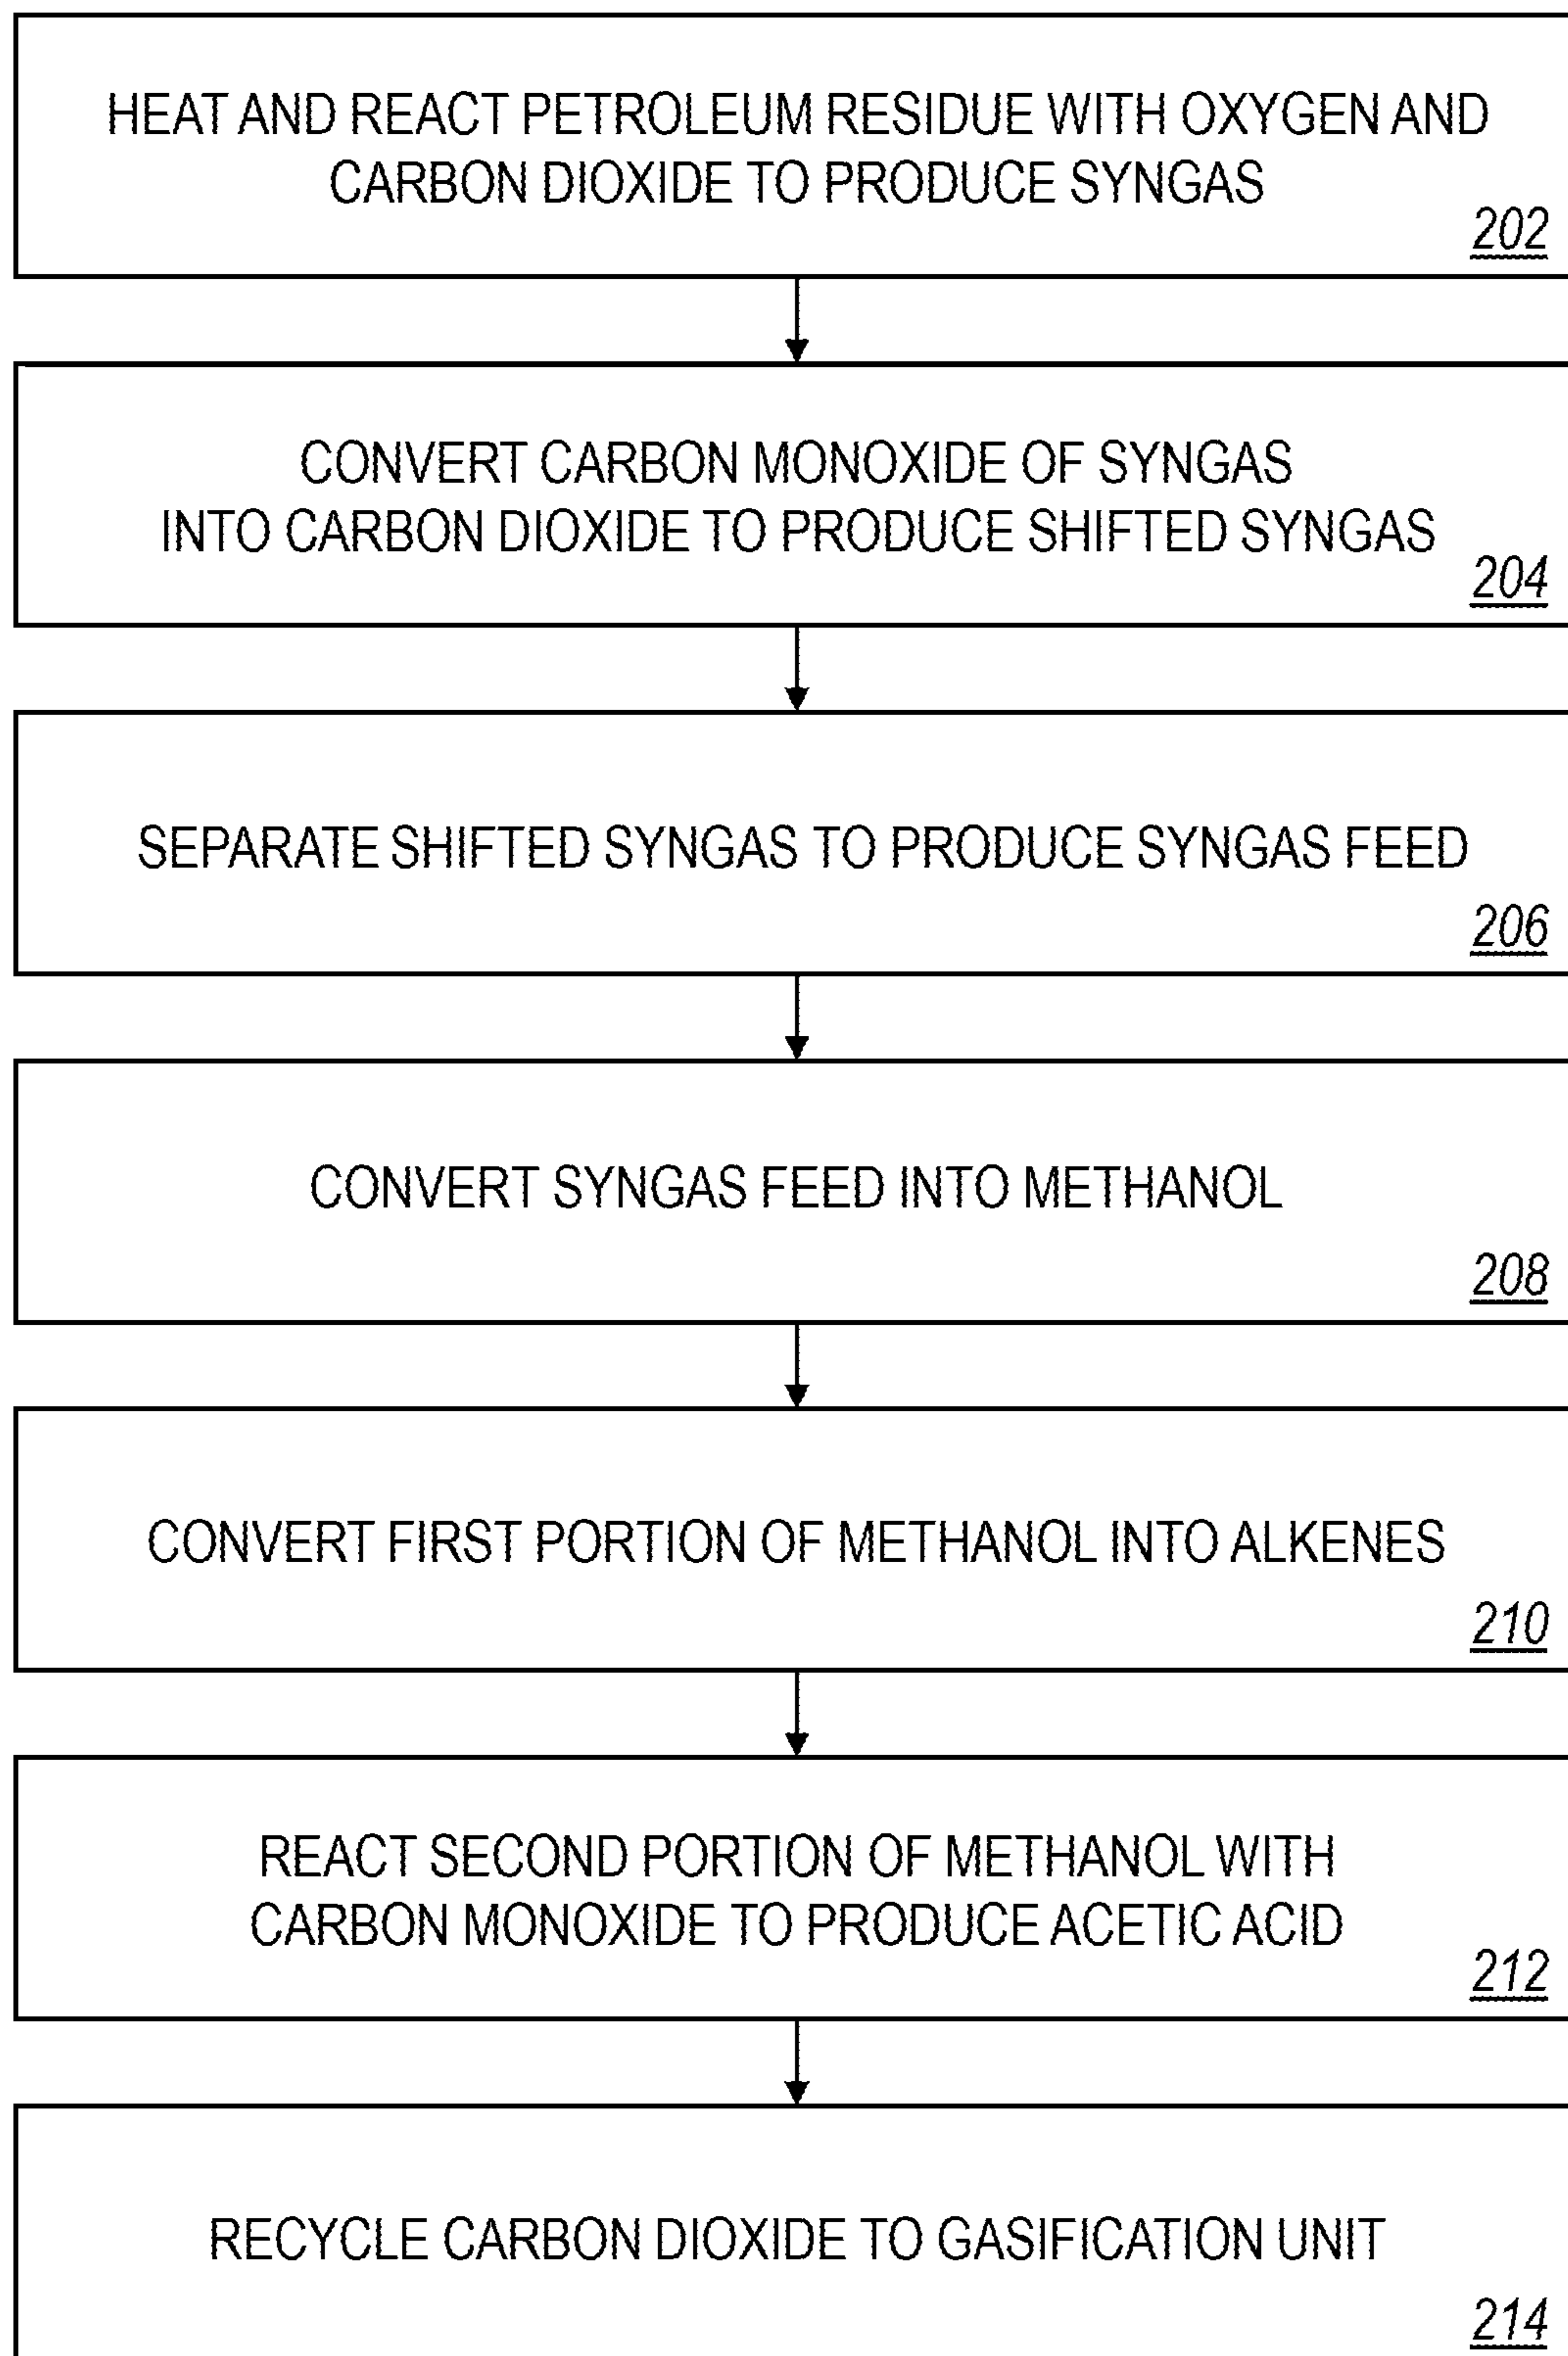 HEAT AND REACT PETROLEUM RESIDUE WITH OXYGEN AND
CARBON DIOXIDE TO PRODUCE SYNGAS
202
CONVERT CARBON MONOXIDE OF SYNGAS
INTO CARBON DIOXIDE TO PRODUCE SHIFTED SYNGAS
204
SEPARATE SHIFTED SYNGAS TO PRODUCE SYNGAS FEED
206
CONVERT SYNGAS FEED INTO METHANOL
208
CONVERT FIRST PORTION OF METHANOL INTO ALKENES
210
REACT SECOND PORTION OF METHANOL WITH
CARBON MONOXIDE TO PRODUCE ACETIC ACID
212
RECYCLE CARBON DIOXIDE TO GASIFICATION UNIT
214